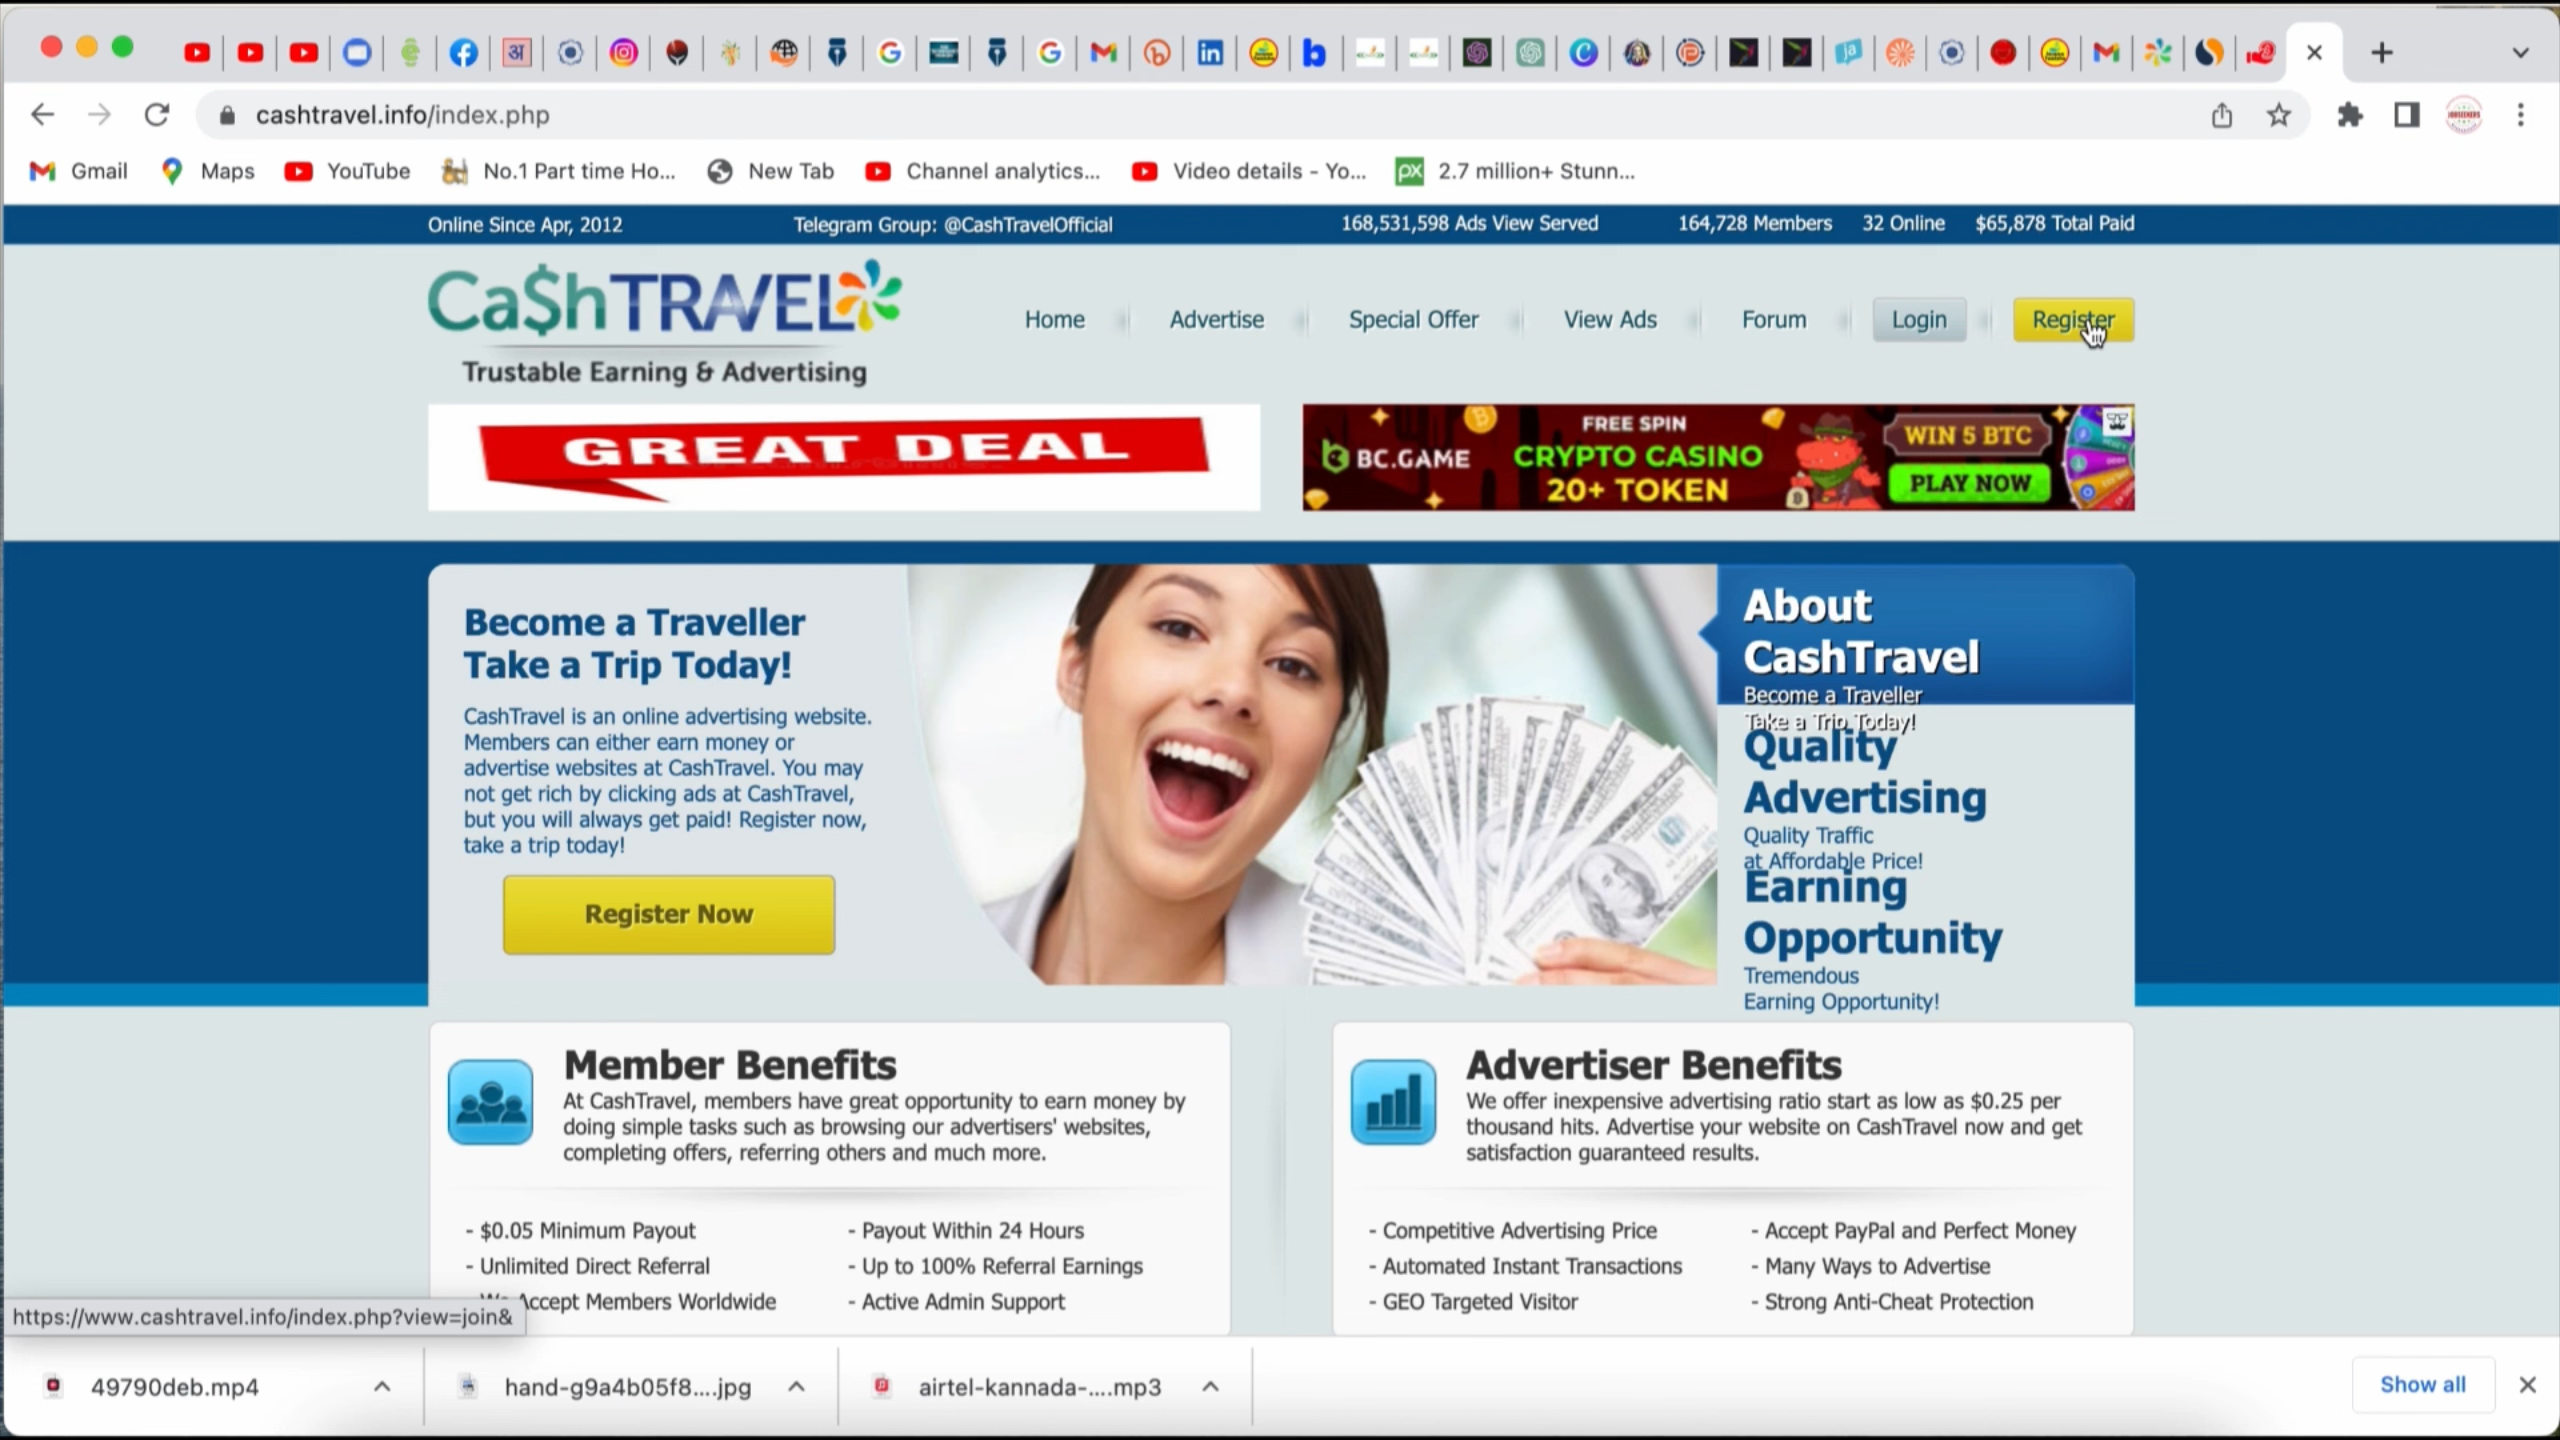 cashtravel.info/index.php
Gmail
Maps
YouTube
No.1 Part time Ho...
New Tab
Channel analytics...
Video details - Yo...
2.7 million+ Stunn...
Online Since Apr, 2012
Telegram Group: @CashTravelOfficial
168,531,598 Ads View Served
164,728 Members
32 Online
$65,878 Total Paid
Ca$hTRAVEL
Trustable Earning & Advertising
Home
Advertise
Special Offer
View Ads
Forum
Login
Register
GREAT DEAL
BC.GAME
FREE SPIN
CRYPTO CASINO
20+ TOKEN
WIN 5 BTC
PLAY NOW
Become a Traveller
Take a Trip Today!
CashTravel is an online advertising website.
Members can either earn money or
advertise websites at CashTravel. You may
not get rich by clicking ads at CashTravel,
but you will always get paid! Register now,
take a trip today!
Register Now
About
CashTravel
Become a Traveller
Take a Trip Today!
Quality
Advertising
Quality Traffic
at Affordable Price!
Earning
Opportunity
Tremendous
Earning Opportunity!
Member Benefits
At CashTravel, members have great opportunity to earn money by
doing simple tasks such as browsing our advertisers' websites,
completing offers, referring others and much more.
- $0.05 Minimum Payout
- Payout Within 24 Hours
- Unlimited Direct Referral
- Up to 100% Referral Earnings
Accept Members Worldwide
- Active Admin Support
Advertiser Benefits
We offer inexpensive advertising ratio start as low as $0.25 per
thousand hits. Advertise your website on CashTravel now and get
satisfaction guaranteed results.
- Competitive Advertising Price
- Accept PayPal and Perfect Money
- Automated Instant Transactions
- Many Ways to Advertise
- GEO Targeted Visitor
- Strong Anti-Cheat Protection
https://www.cashtravel.info/index.php?view=join&
49790deb.mp4
hand-g9a4b05f8....jpg
airtel-kannada-....mp3
Show all